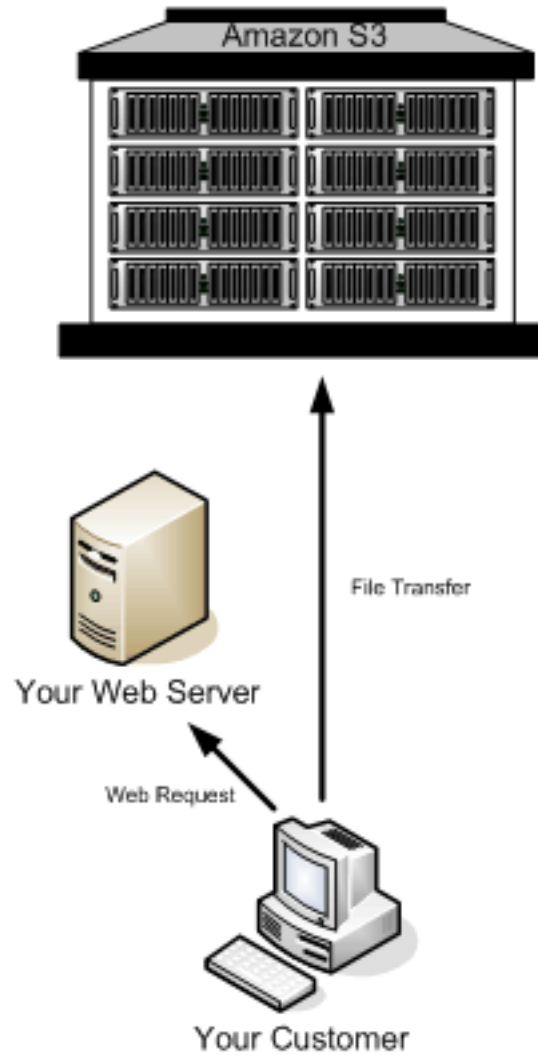 Amazon S3
File Transfer
Your Web Server
Web Request
Your Customer